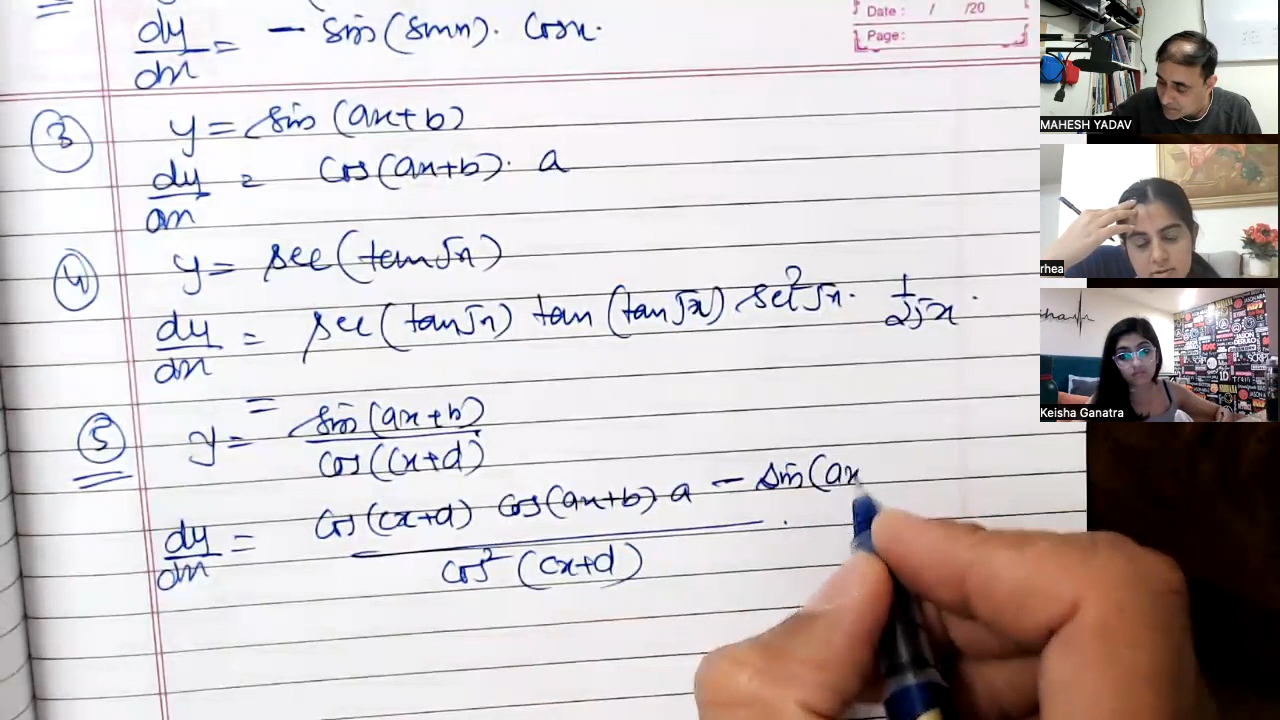 Date : / /20
dy/dx = - sin(sinx). cosx.
Page:
③ y = sin(ax+b)
dy/dx = cos(ax+b). a
④ y = sec(tan√x)
dy/dx = sec(tan√x) tan(tan√x) sec²√x. 1/2√x.
=
⑤ y = sin(ax+b)/cos(cx+d)
dy/dx = cos(cx+d) cos(ax+b) a - sin(ax / cos²(cx+d)
MAHESH YADAV
rhea
Keisha Ganatra